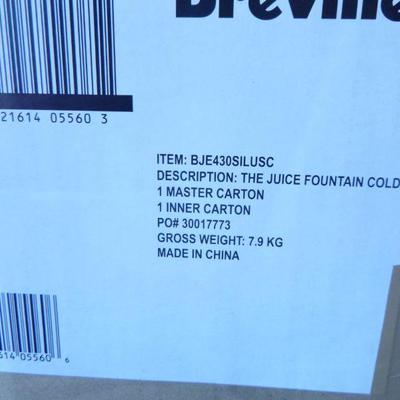 Breville
21614 05560 3
ITEM: BJE430SILUSC
DESCRIPTION: THE JUICE FOUNTAIN COLD
1 MASTER CARTON
1 INNER CARTON
PO# 30017773
GROSS WEIGHT: 7.9 KG
MADE IN CHINA
614 05560 6